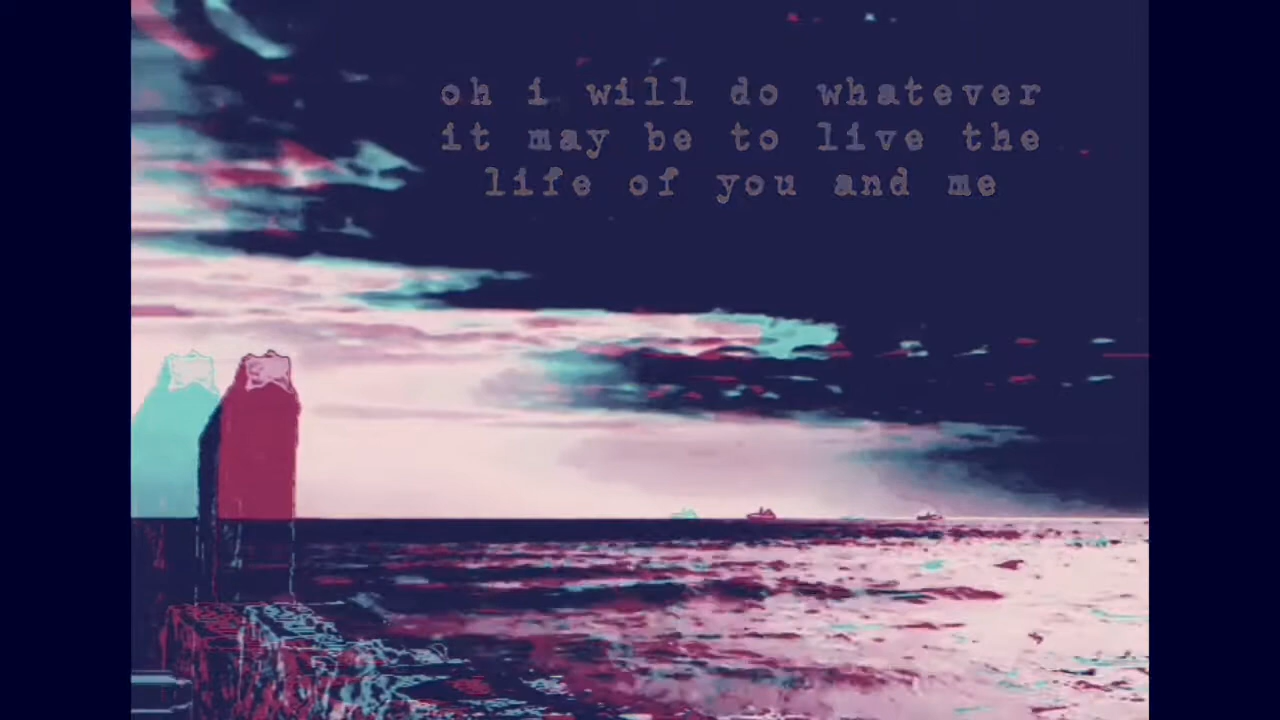 oh i will do whatever
it may be to live the
life of you and me